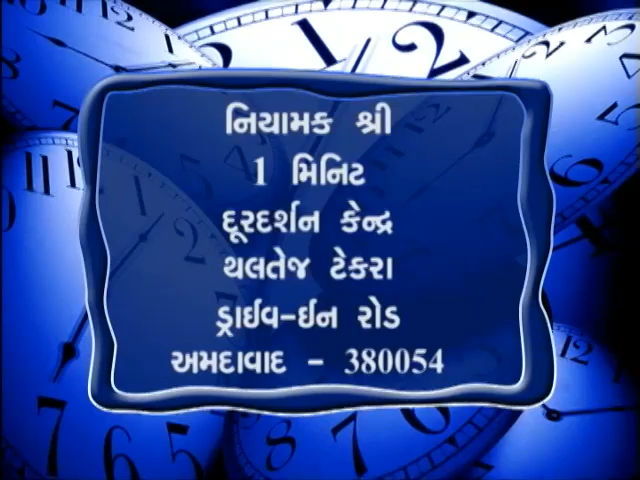 નિયામક શ્રી
1 મિનિટ
દૂરદર્શન કેન્દ્ર
થલતેજ ટેકરા
ડ્રાઈવ-ઈન રોડ
અમદાવાદ - 380054